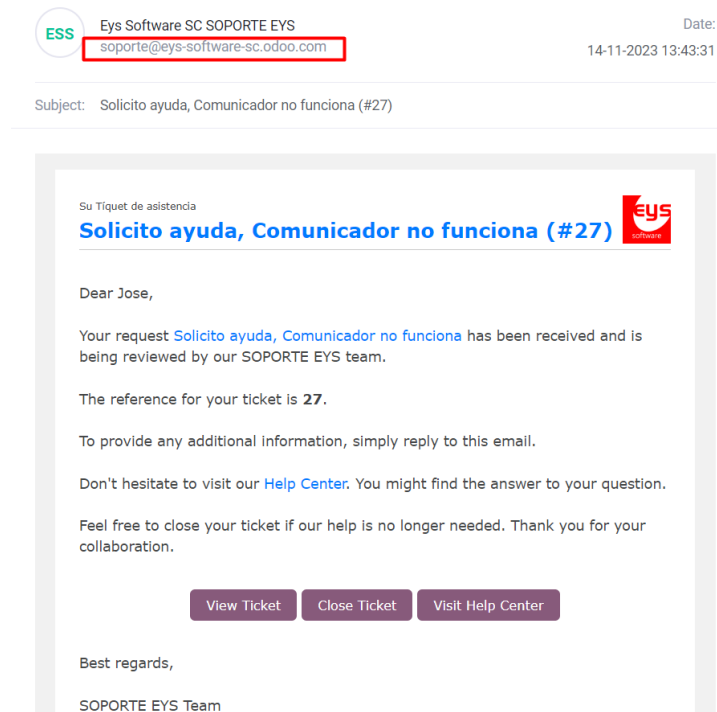 ESS
Eys Software SC SOPORTE EYS
soporte@eys-software-sc.odoo.com
Date:
14-11-2023 13:43:31
Subject: Solicito ayuda, Comunicador no funciona (#27)
Su Tíquet de asistencia
Solicito ayuda, Comunicador no funciona (#27)
eys
software
Dear Jose,
Your request Solicito ayuda, Comunicador no funciona has been received and is
being reviewed by our SOPORTE EYS team.
The reference for your ticket is 27.
To provide any additional information, simply reply to this email.
Don't hesitate to visit our Help Center. You might find the answer to your question.
Feel free to close your ticket if our help is no longer needed. Thank you for your
collaboration.
View Ticket Close Ticket Visit Help Center
Best regards,
SOPORTE EYS Team